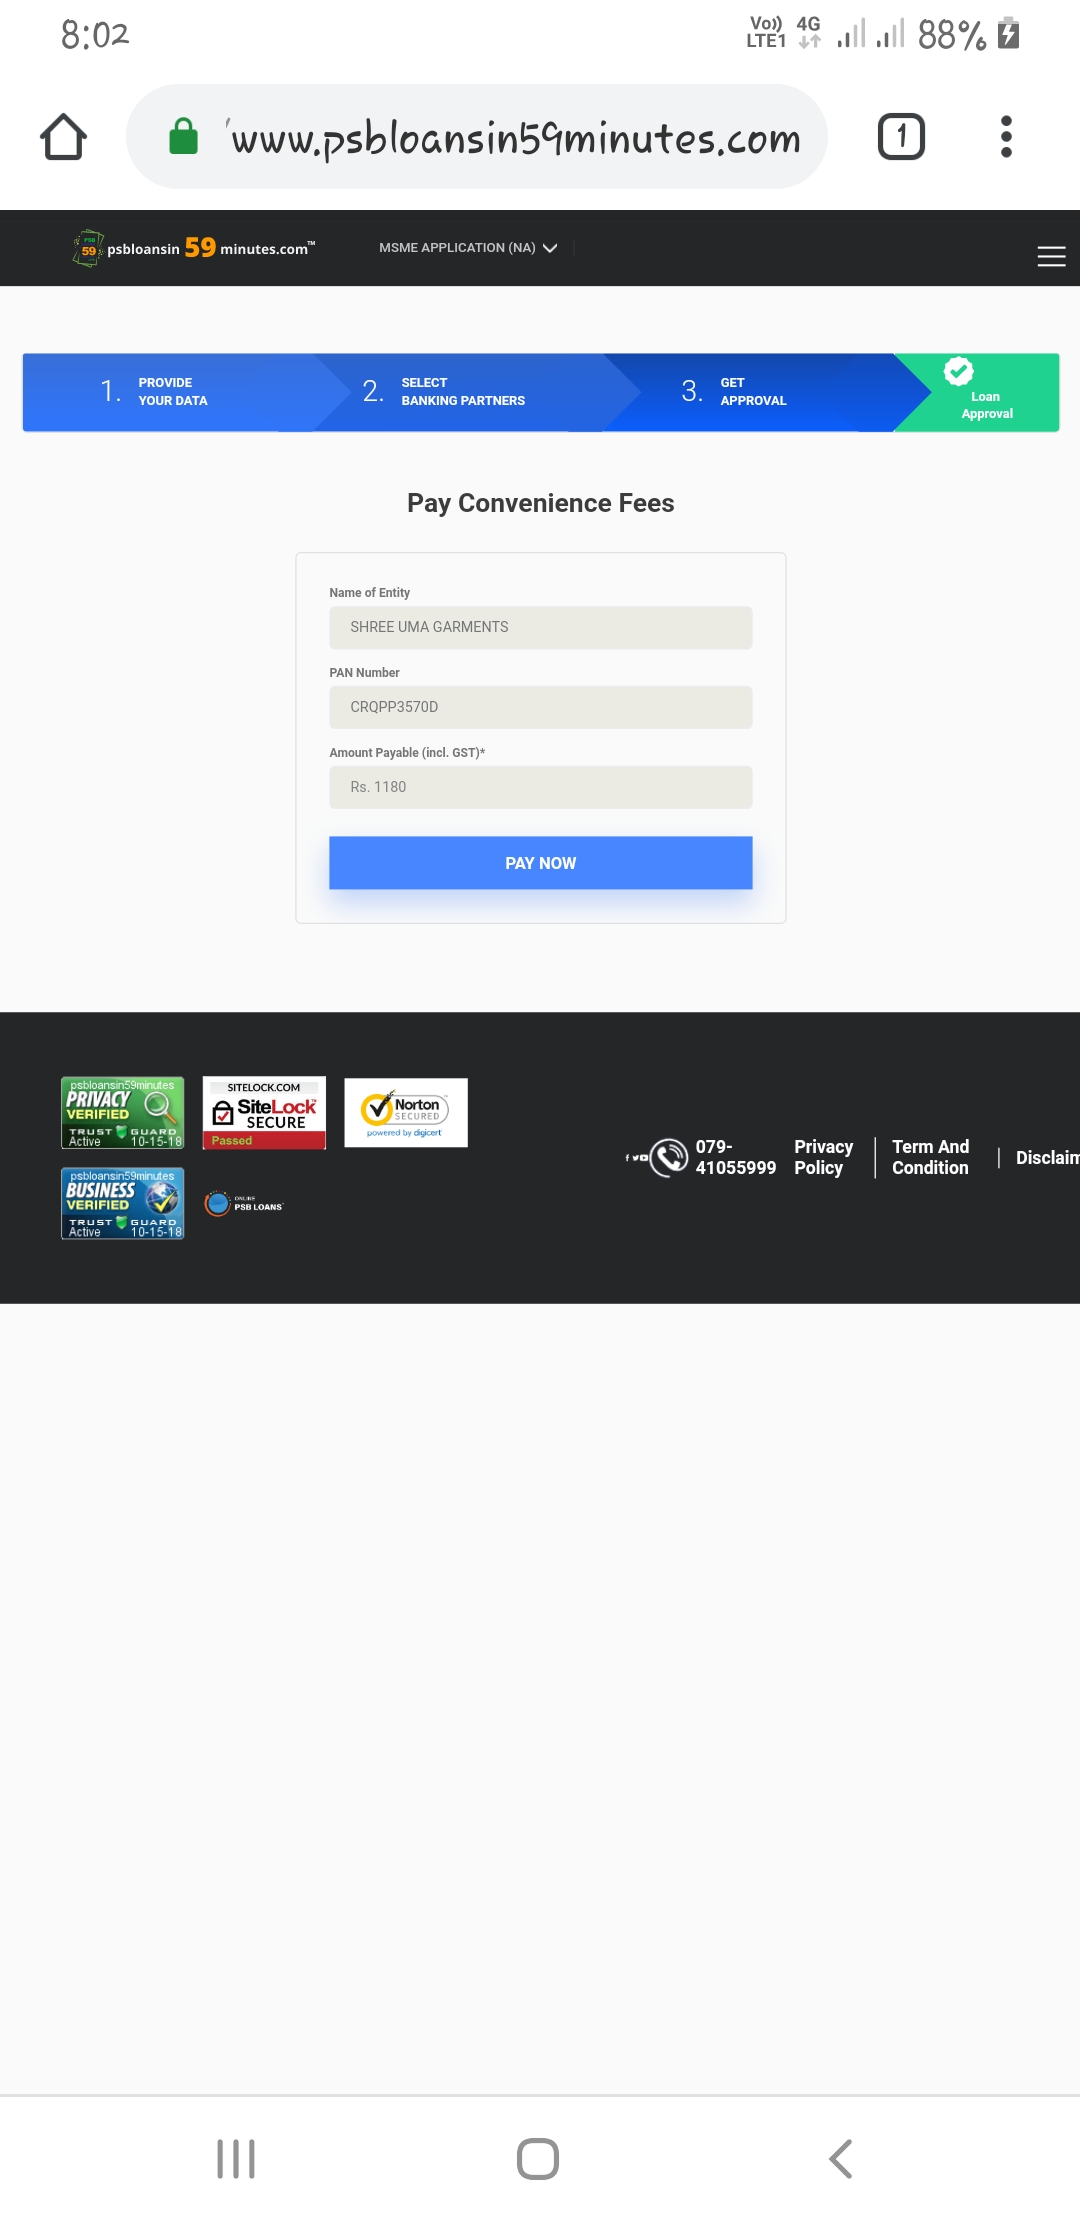 8:02
Vo)) LTE1 4G 88%
www.psbloansin59minutes.com
1
PSB 59 psbloansin 59 minutes.com™
MSME APPLICATION (NA)
1. PROVIDE YOUR DATA
2. SELECT BANKING PARTNERS
3. GET APPROVAL
Loan Approval
Pay Convenience Fees
Name of Entity
SHREE UMA GARMENTS
PAN Number
CRQPP3570D
Amount Payable (incl. GST)*
Rs. 1180
PAY NOW
psbloansin59minutes
PRIVACY
VERIFIED
TRUST GUARD
Active 10-15-18
SITELOCK.COM
SiteLock™
SECURE
Passed
Norton
SECURED
powered by digicert
psbloansin59minutes
BUSINESS
VERIFIED
TRUST GUARD
Active 10-15-18
ONLINE
PSB LOANS
079-41055999
Privacy Policy
Term And Condition
Disclaim